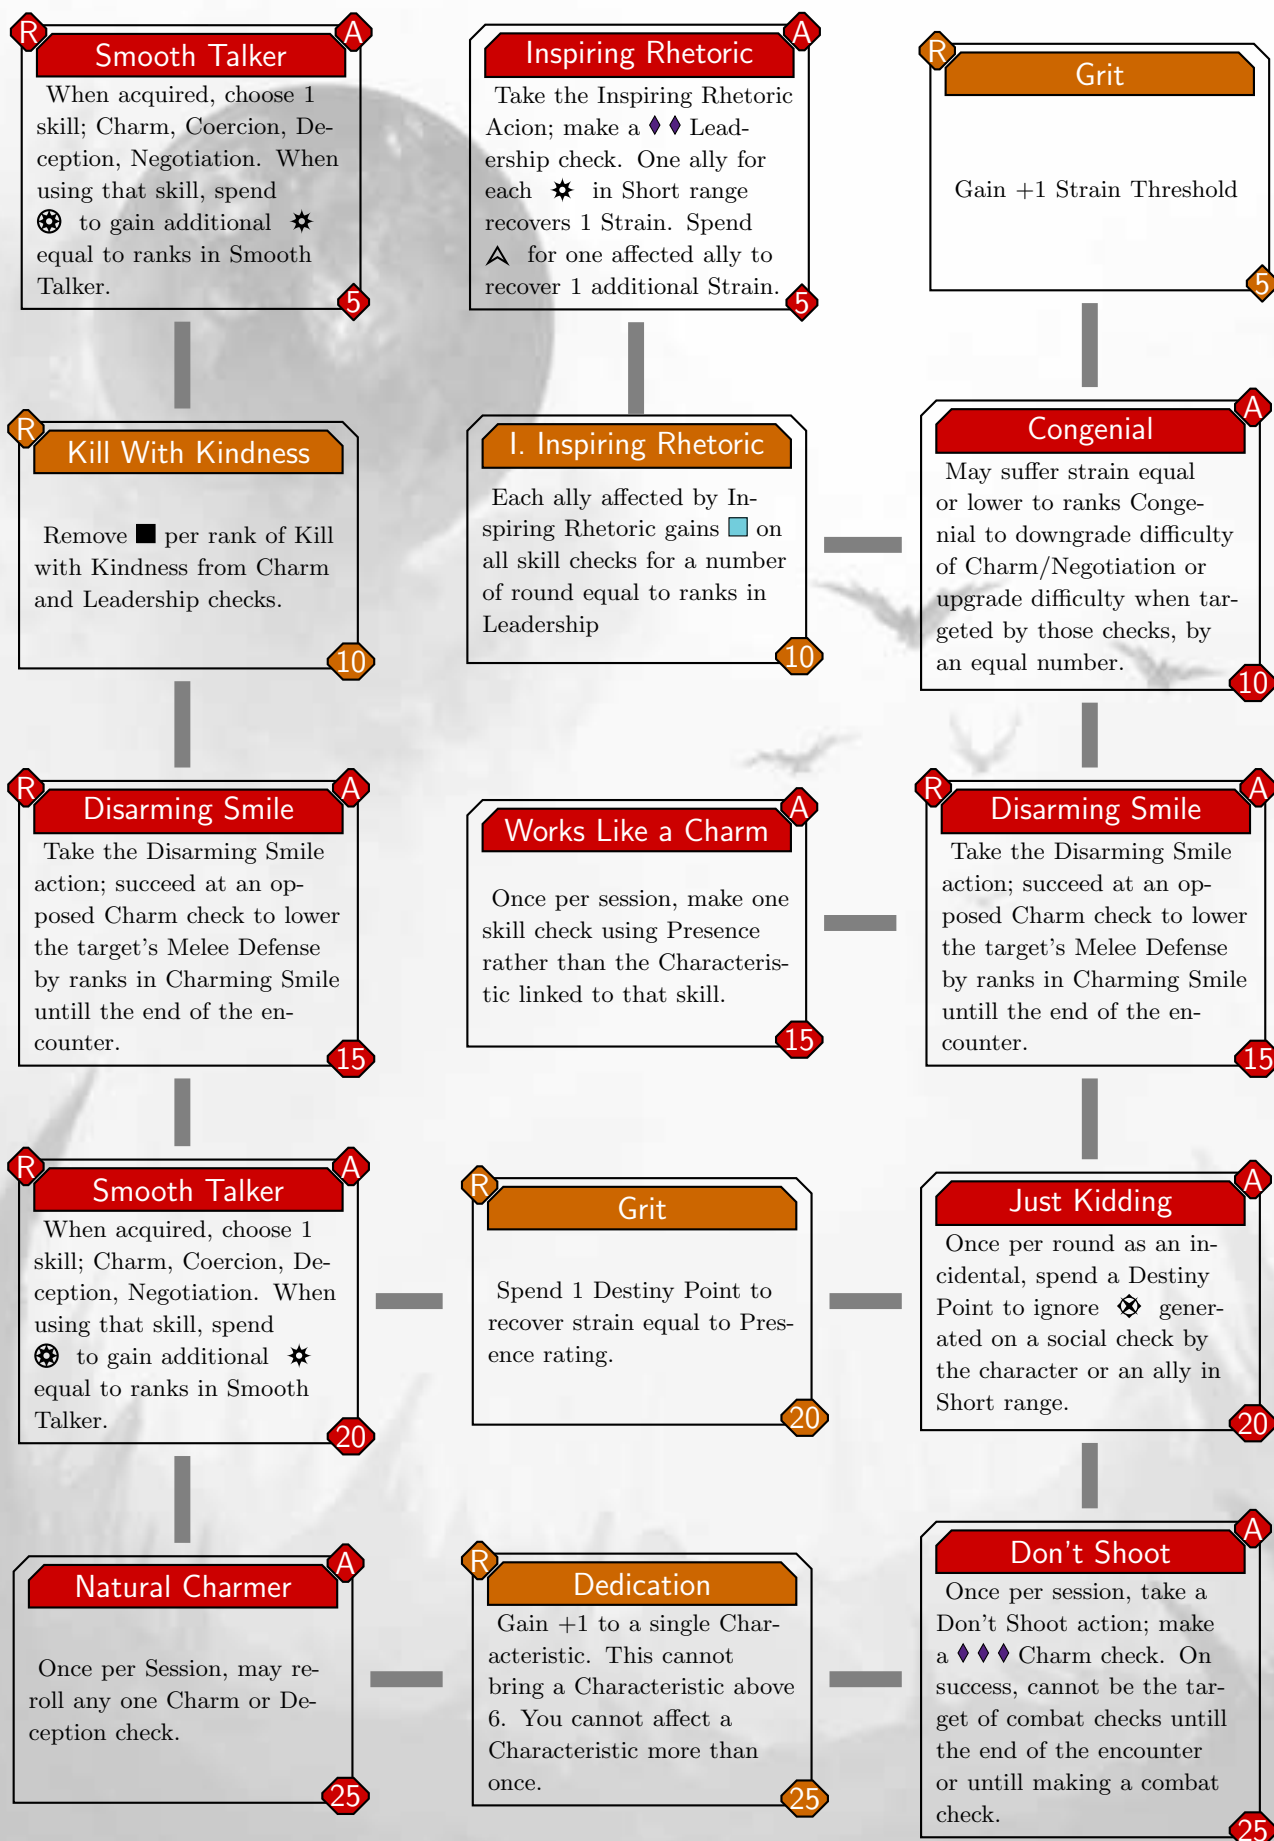 R
A
Smooth Talker
When acquired, choose 1
skill; Charm, Coercion, De-
ception, Negotiation. When
using that skill, spend
to gain additional
equal to ranks in Smooth
Talker.
5
A
Inspiring Rhetoric
Take the Inspiring Rhetoric
Acion; make a ♦ ♦ Lead-
ership check. One ally for
each in Short range
recovers 1 Strain. Spend
for one affected ally to
recover 1 additional Strain.
5
R
Grit
Gain +1 Strain Threshold
5
R
Kill With Kindness
Remove ■ per rank of Kill
with Kindness from Charm
and Leadership checks.
10
I. Inspiring Rhetoric
Each ally affected by In-
spiring Rhetoric gains on
all skill checks for a number
of round equal to ranks in
Leadership
10
A
Congenial
May suffer strain equal
or lower to ranks Conge-
nial to downgrade difficulty
of Charm/Negotiation or
upgrade difficulty when tar-
geted by those checks, by
an equal number.
10
R
A
Disarming Smile
Take the Disarming Smile
action; succeed at an op-
posed Charm check to lower
the target's Melee Defense
by ranks in Charming Smile
untill the end of the en-
counter.
15
A
Works Like a Charm
Once per session, make one
skill check using Presence
rather than the Characteris-
tic linked to that skill.
15
R
A
Disarming Smile
Take the Disarming Smile
action; succeed at an op-
posed Charm check to lower
the target's Melee Defense
by ranks in Charming Smile
untill the end of the en-
counter.
15
R
A
Smooth Talker
When acquired, choose 1
skill; Charm, Coercion, De-
ception, Negotiation. When
using that skill, spend
to gain additional
equal to ranks in Smooth
Talker.
20
R
Grit
Spend 1 Destiny Point to
recover strain equal to Pres-
ence rating.
20
A
Just Kidding
Once per round as an in-
cidental, spend a Destiny
Point to ignore gener-
ated on a social check by
the character or an ally in
Short range.
20
A
Natural Charmer
Once per Session, may re-
roll any one Charm or De-
ception check.
25
R
Dedication
Gain +1 to a single Char-
acteristic. This cannot
bring a Characteristic above
6. You cannot affect a
Characteristic more than
once.
25
A
Don't Shoot
Once per session, take a
Don't Shoot action; make
a ♦ ♦ ♦ Charm check. On
success, cannot be the tar-
get of combat checks untill
the end of the encounter
or untill making a combat
check.
25